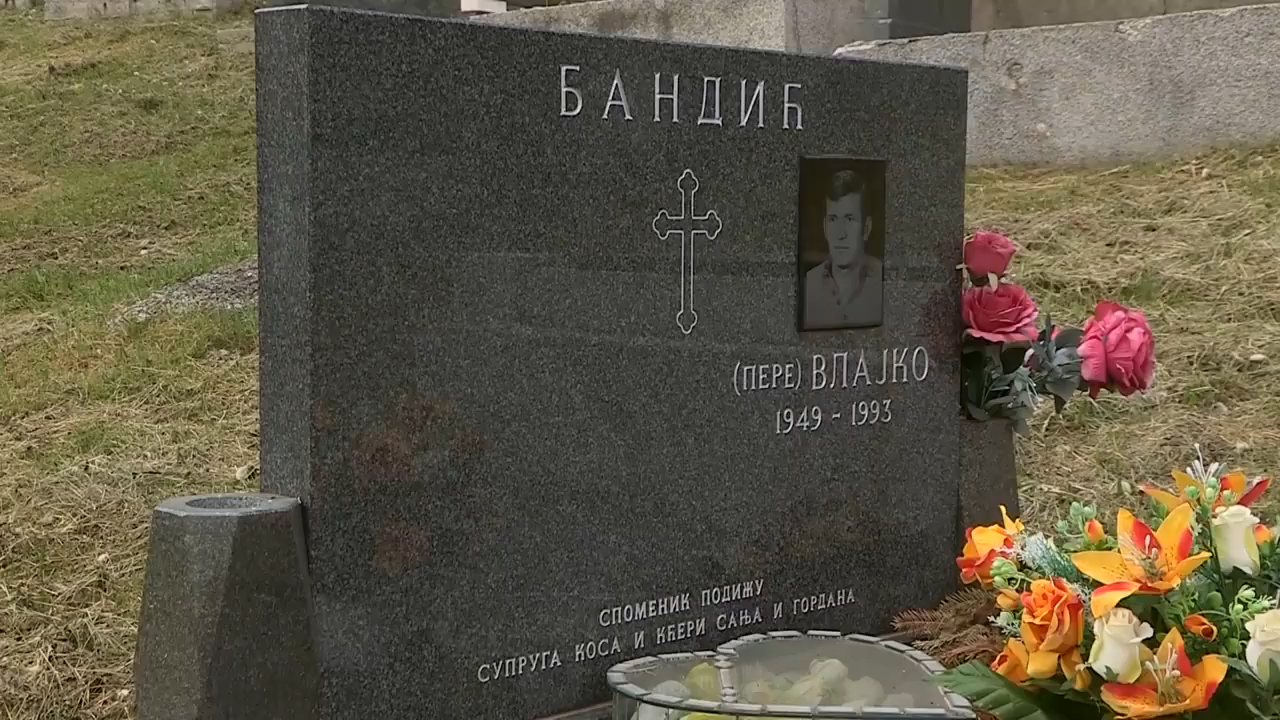 БАНДИЋ
(ПЕРЕ) ВЛАЈКО
1949 - 1993
СПОМЕНИК ПОДИЖУ
СУПРУГА КОСА И КЋЕРИ САЊА И ГОРДАНА